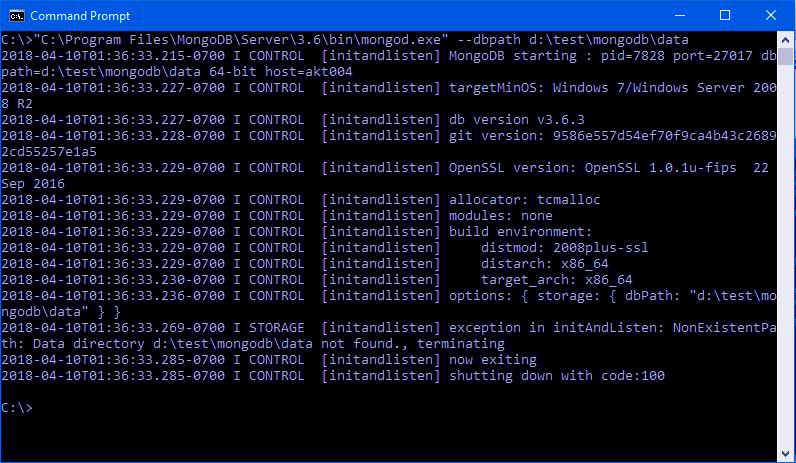 Command Prompt
C:\>"C:\Program Files\MongoDB\Server\3.6\bin\mongod.exe" --dbpath d:\test\mongodb\data
2018-04-10T01:36:33.215-0700 I CONTROL  [initandlisten] MongoDB starting : pid=7828 port=27017 db
path=d:\test\mongodb\data 64-bit host=akt004
2018-04-10T01:36:33.227-0700 I CONTROL  [initandlisten] targetMinOS: Windows 7/Windows Server 200
8 R2
2018-04-10T01:36:33.227-0700 I CONTROL  [initandlisten] db version v3.6.3
2018-04-10T01:36:33.228-0700 I CONTROL  [initandlisten] git version: 9586e557d54ef70f9ca4b43c2689
2cd55257e1a5
2018-04-10T01:36:33.229-0700 I CONTROL  [initandlisten] OpenSSL version: OpenSSL 1.0.1u-fips  22
Sep 2016
2018-04-10T01:36:33.229-0700 I CONTROL  [initandlisten] allocator: tcmalloc
2018-04-10T01:36:33.229-0700 I CONTROL  [initandlisten] modules: none
2018-04-10T01:36:33.229-0700 I CONTROL  [initandlisten] build environment:
2018-04-10T01:36:33.229-0700 I CONTROL  [initandlisten]     distmod: 2008plus-ssl
2018-04-10T01:36:33.229-0700 I CONTROL  [initandlisten]     distarch: x86_64
2018-04-10T01:36:33.230-0700 I CONTROL  [initandlisten]     target_arch: x86_64
2018-04-10T01:36:33.236-0700 I CONTROL  [initandlisten] options: { storage: { dbPath: "d:\test\mo
ngodb\data" } }
2018-04-10T01:36:33.269-0700 I STORAGE  [initandlisten] exception in initAndListen: NonExistentPa
th: Data directory d:\test\mongodb\data not found., terminating
2018-04-10T01:36:33.285-0700 I CONTROL  [initandlisten] now exiting
2018-04-10T01:36:33.285-0700 I CONTROL  [initandlisten] shutting down with code:100
C:\>